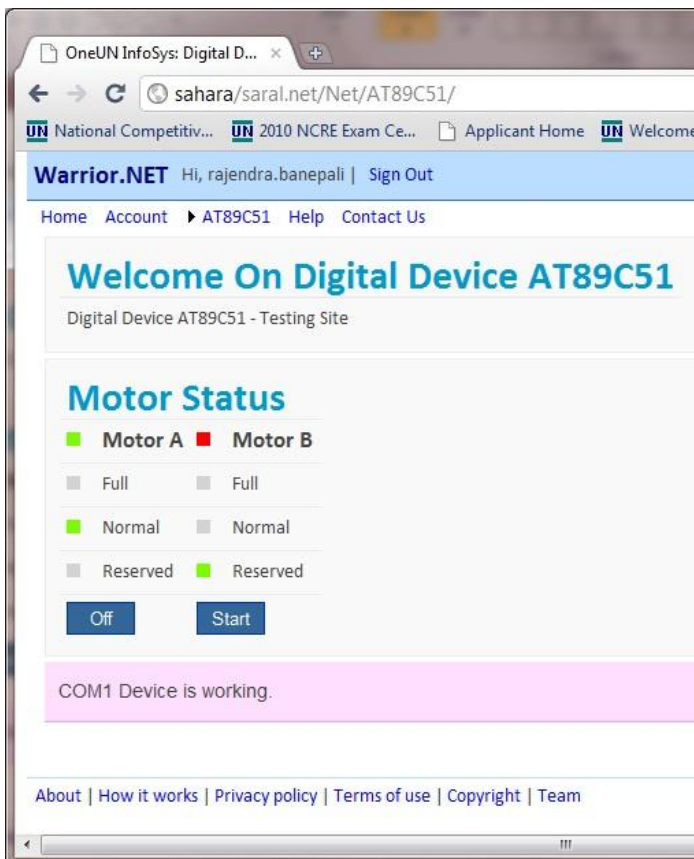 OneUN InfoSys: Digital D...
sahara/saral.net/Net/AT89C51/
UN National Competitiv... UN 2010 NCRE Exam Ce... Applicant Home UN Welcome
Warrior.NET Hi, rajendra.banepali | Sign Out
Home Account AT89C51 Help Contact Us
Welcome On Digital Device AT89C51
Digital Device AT89C51 - Testing Site
Motor Status
Motor A Motor B
Full Full
Normal Normal
Reserved Reserved
Off Start
COM1 Device is working.
About | How it works | Privacy policy | Terms of use | Copyright | Team